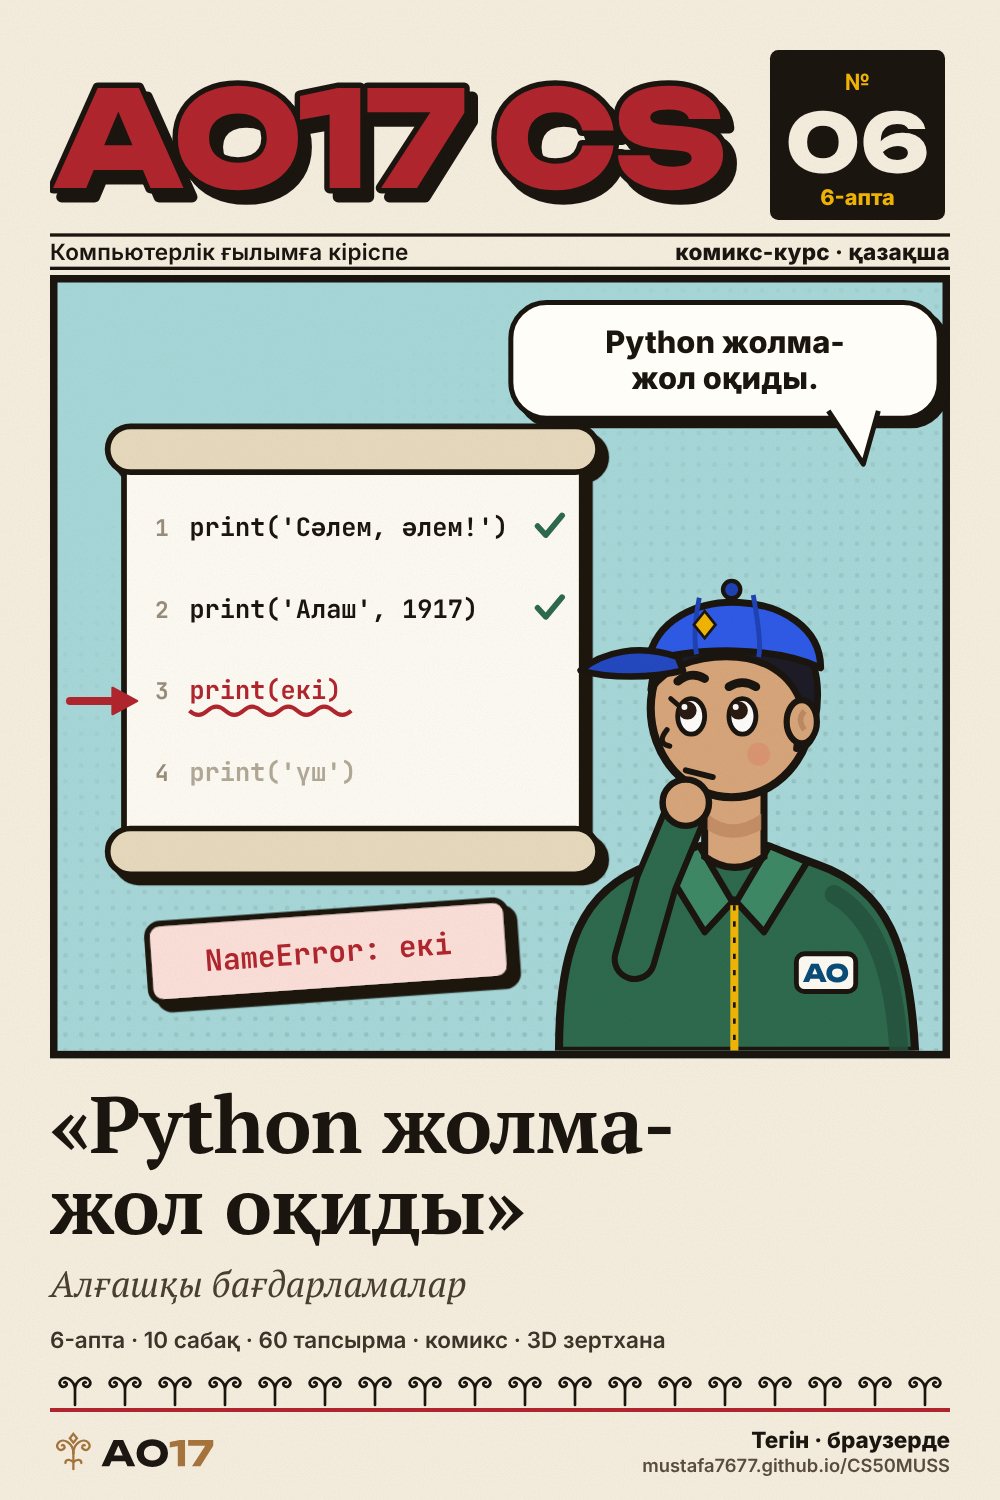 AO17 CS
№
06
6-апта
Компьютерлік ғылымға кіріспе
комикс-курс · қазақша
Python жолма-
жол оқиды.
1 print('Сәлем, әлем!')
2 print('Алаш', 1917)
3 print(екі)
4 print('үш')
NameError: екі
AO
«Python жолма-
жол оқиды»
Алғашқы бағдарламалар
6-апта · 10 сабақ · 60 тапсырма · комикс · 3D зертхана
AO17
Тегін · браузерде
mustafa7677.github.io/CS50MUSS